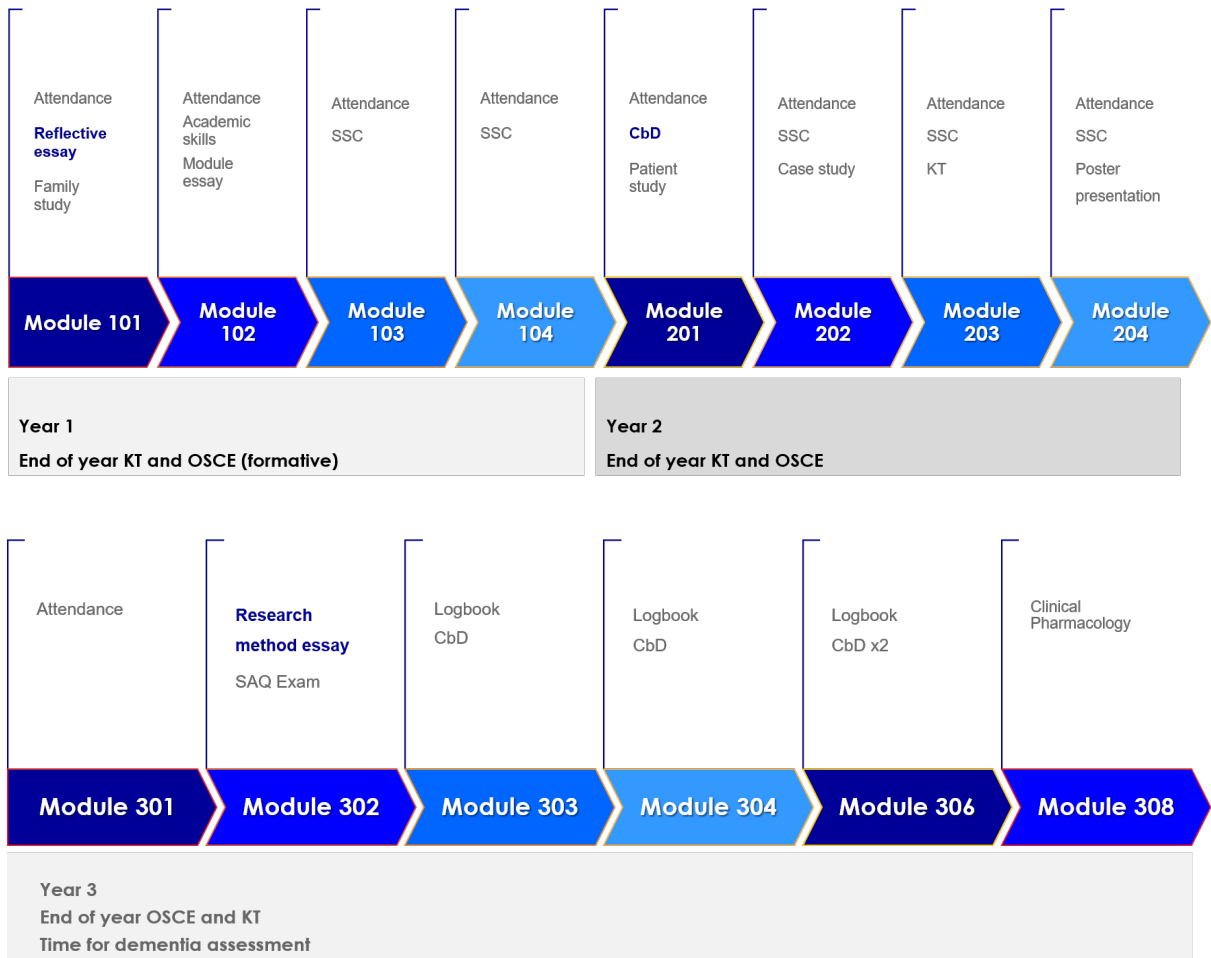 Attendance
Reflective
essay
Family
study
Attendance
Academic
skills
Module
essay
Attendance
SSC
Attendance
SSC
Attendance
CbD
Patient
study
Attendance
SSC
Case study
Attendance
SSC
KT
Attendance
SSC
Poster
presentation
Module 101
Module
102
Module
103
Module
104
Module
201
Module
202
Module
203
Module
204
Year 1
End of year KT and OSCE (formative)
Year 2
End of year KT and OSCE
Attendance
Research
method essay
SAQ Exam
Logbook
CbD
Logbook
CbD
Logbook
CbD x2
Clinical
Pharmacology
Module 301
Module 302
Module 303
Module 304
Module 306
Module 308
Year 3
End of year OSCE and KT
Time for dementia assessment